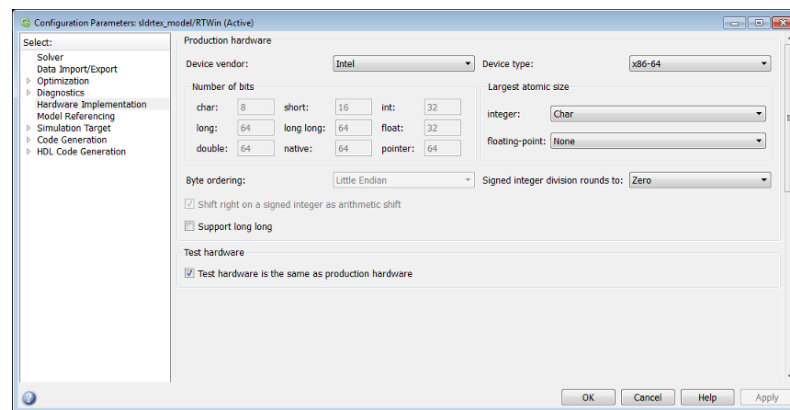 Configuration Parameters: sldrtex_model/RTWin (Active)
Select:
Solver
Data Import/Export
Optimization
Diagnostics
Hardware Implementation
Model Referencing
Simulation Target
Code Generation
HDL Code Generation
Production hardware
Device vendor: Intel Device type: x86-64
Number of bits
char: 8 short: 16 int: 32
long: 64 long long: 64 float: 32
double: 64 native: 64 pointer: 64
Largest atomic size
integer: Char
floating-point: None
Byte ordering: Little Endian Signed integer division rounds to: Zero
Shift right on a signed integer as arithmetic shift
Support long long
Test hardware
Test hardware is the same as production hardware
OK Cancel Help Apply